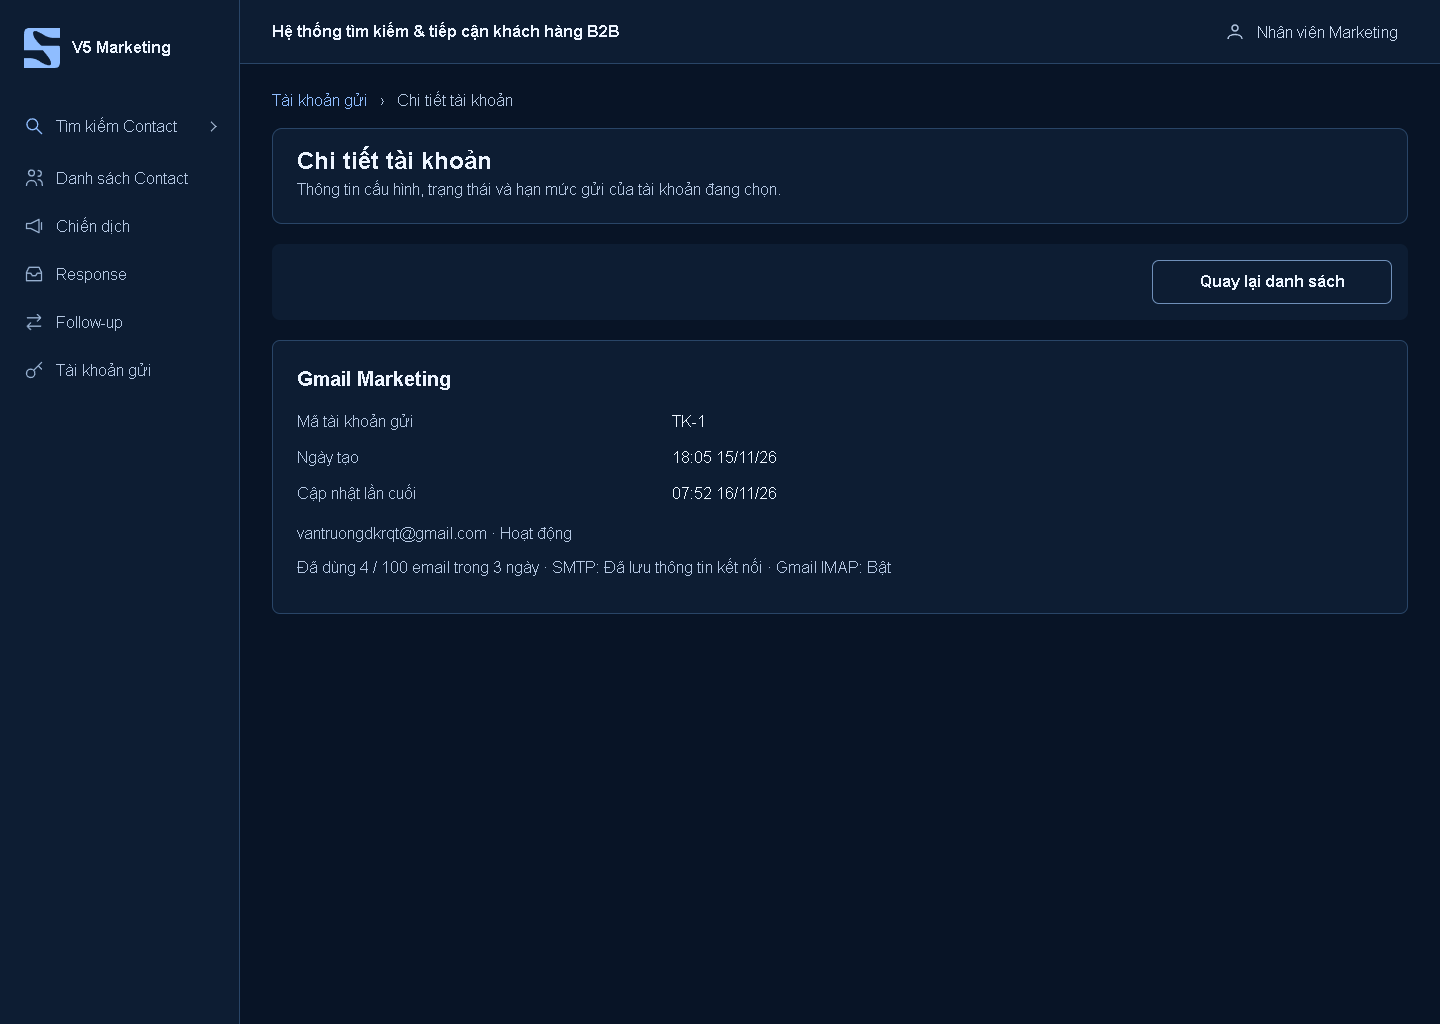 V5 Marketing
Hệ thống tìm kiếm & tiếp cận khách hàng B2B
Nhân viên Marketing
Tìm kiếm Contact
Danh sách Contact
Chiến dịch
Response
Follow-up
Tài khoản gửi
Tài khoản gửi › Chi tiết tài khoản
Chi tiết tài khoản
Thông tin cấu hình, trạng thái và hạn mức gửi của tài khoản đang chọn.
Quay lại danh sách
Gmail Marketing
Mã tài khoản gửi TK-1
Ngày tạo 18:05 15/11/26
Cập nhật lần cuối 07:52 16/11/26
vantruongdkrqt@gmail.com · Hoạt động
Đã dùng 4 / 100 email trong 3 ngày · SMTP: Đã lưu thông tin kết nối · Gmail IMAP: Bật